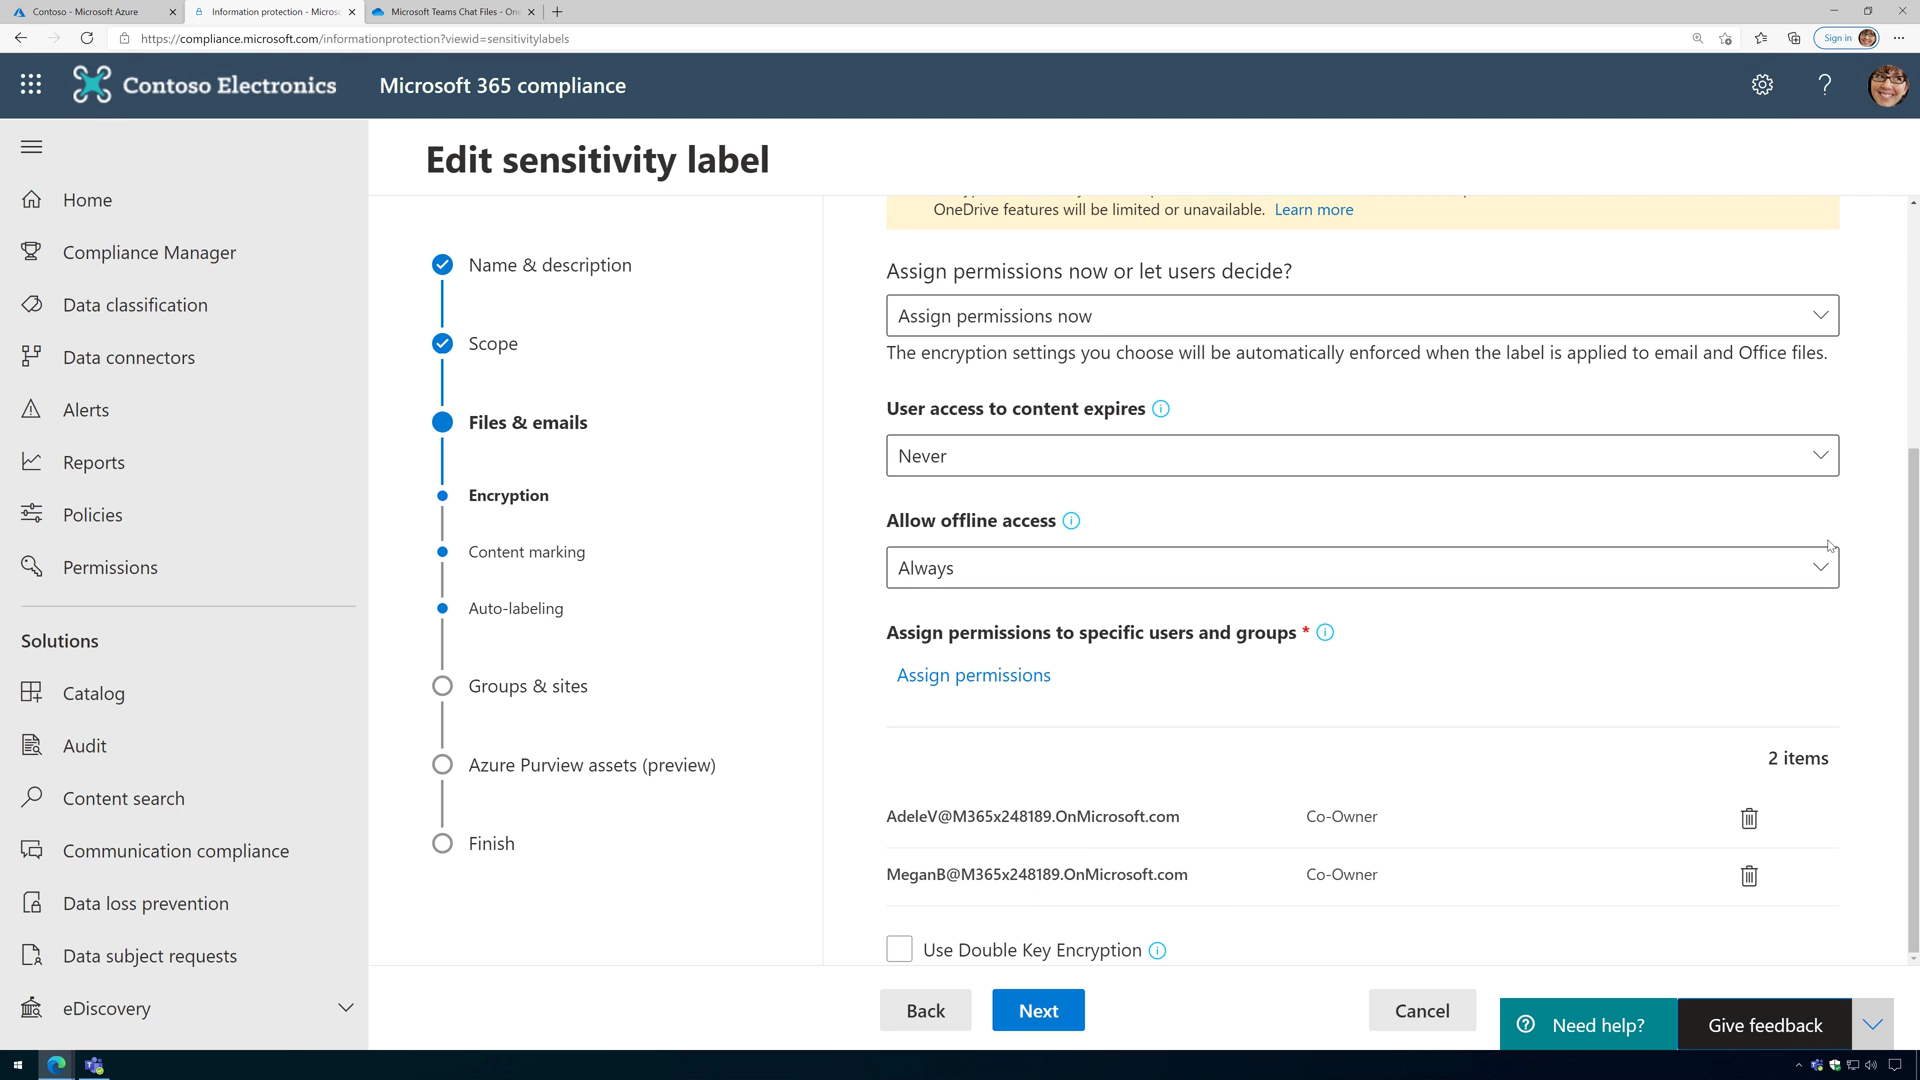 Contoso - Microsoft Azure
Information protection - Micros
Microsoft Teams Chat Files - One
https://compliance.microsoft.com/informationprotection?viewid=sensitivitylabels
Sign in
Contoso Electronics
Microsoft 365 compliance
Home
Compliance Manager
Data classification
Data connectors
Alerts
Reports
Policies
Permissions
Solutions
Catalog
Audit
Content search
Communication compliance
Data loss prevention
Data subject requests
eDiscovery
Edit sensitivity label
Name & description
Scope
Files & emails
Encryption
Content marking
Auto-labeling
Groups & sites
Azure Purview assets (preview)
Finish
OneDrive features will be limited or unavailable. Learn more
Assign permissions now or let users decide?
Assign permissions now
The encryption settings you choose will be automatically enforced when the label is applied to email and Office files.
User access to content expires
Never
Allow offline access
Always
Assign permissions to specific users and groups *
Assign permissions
2 items
AdeleV@M365x248189.OnMicrosoft.com Co-Owner
MeganB@M365x248189.OnMicrosoft.com Co-Owner
Use Double Key Encryption
Back
Next
Cancel
Need help?
Give feedback